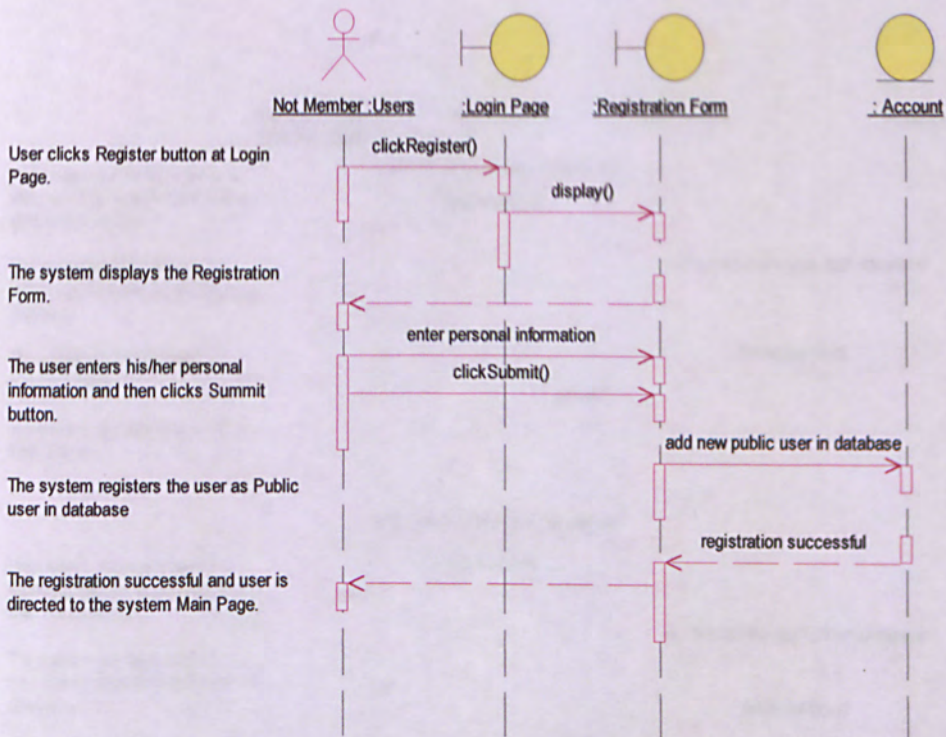 Not Member :Users
:Login Page
:Registration Form
: Account
User clicks Register button at Login
Page.
clickRegister()
display()
The system displays the Registration
Form.
enter personal information
The user enters his/her personal
information and then clicks Summit
button.
clickSubmit()
add new public user in database
The system registers the user as Public
user in database
registration successful
The registration successful and user is
directed to the system Main Page.